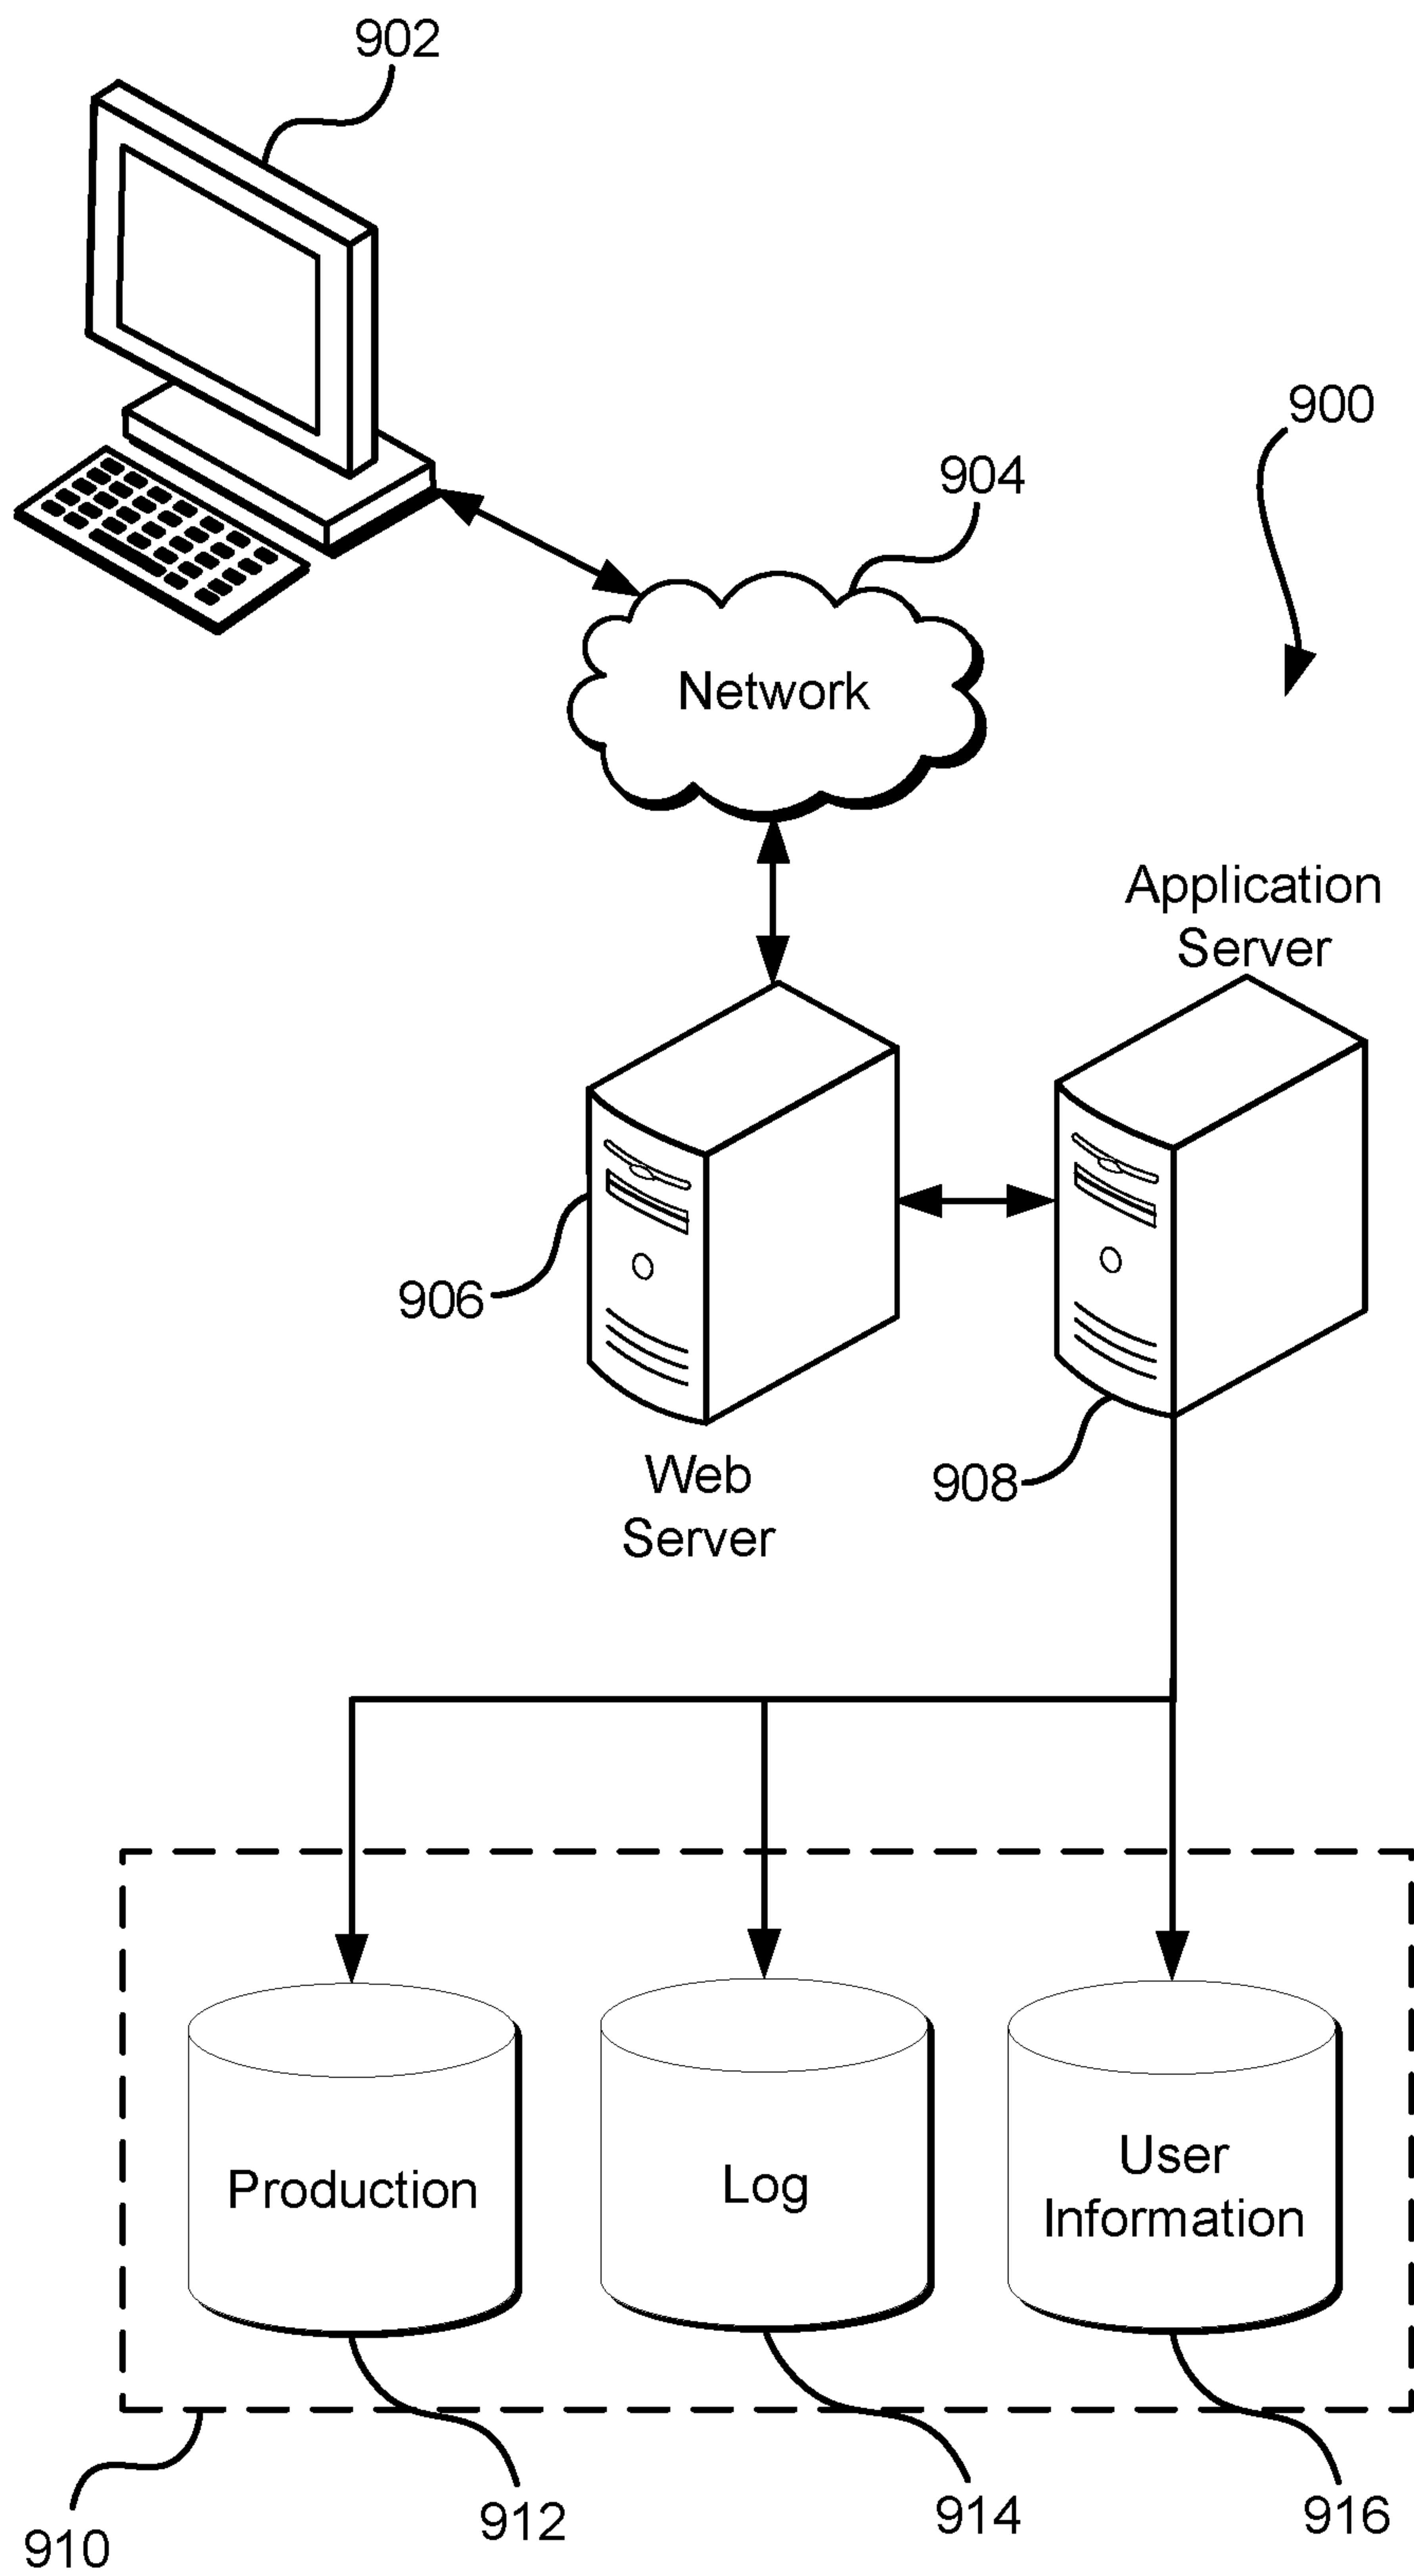 902
900
904
Network
Application
Server
906
908
Web
Server
Production
Log
User
Information
910
912
914
916